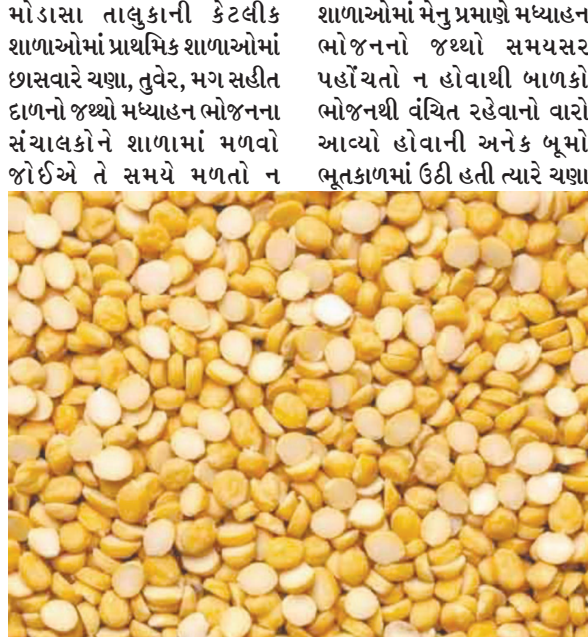 મોડાસા તાલુકાની કેટલીક
શાળાઓમાં પ્રાથમિક શાળાઓમાં
છાસવારે ચણા, તુવેર, મગ સહીત
દાળનો જથ્થો મધ્યાહન ભોજનના
સંચાલકોને શાળામાં મળવો
જોઈએ તે સમયે મળતો ન
શાળાઓમાં મેનુ પ્રમાણે મધ્યાહન
ભોજનનો જથ્થો સમયસર
પહોંચતો ન હોવાથી બાળકો
ભોજનથી વંચિત રહેવાનો વારો
આવ્યો હોવાની અનેક બૂમો
ભૂતકાળમાં ઉઠી હતી ત્યારે ચણા